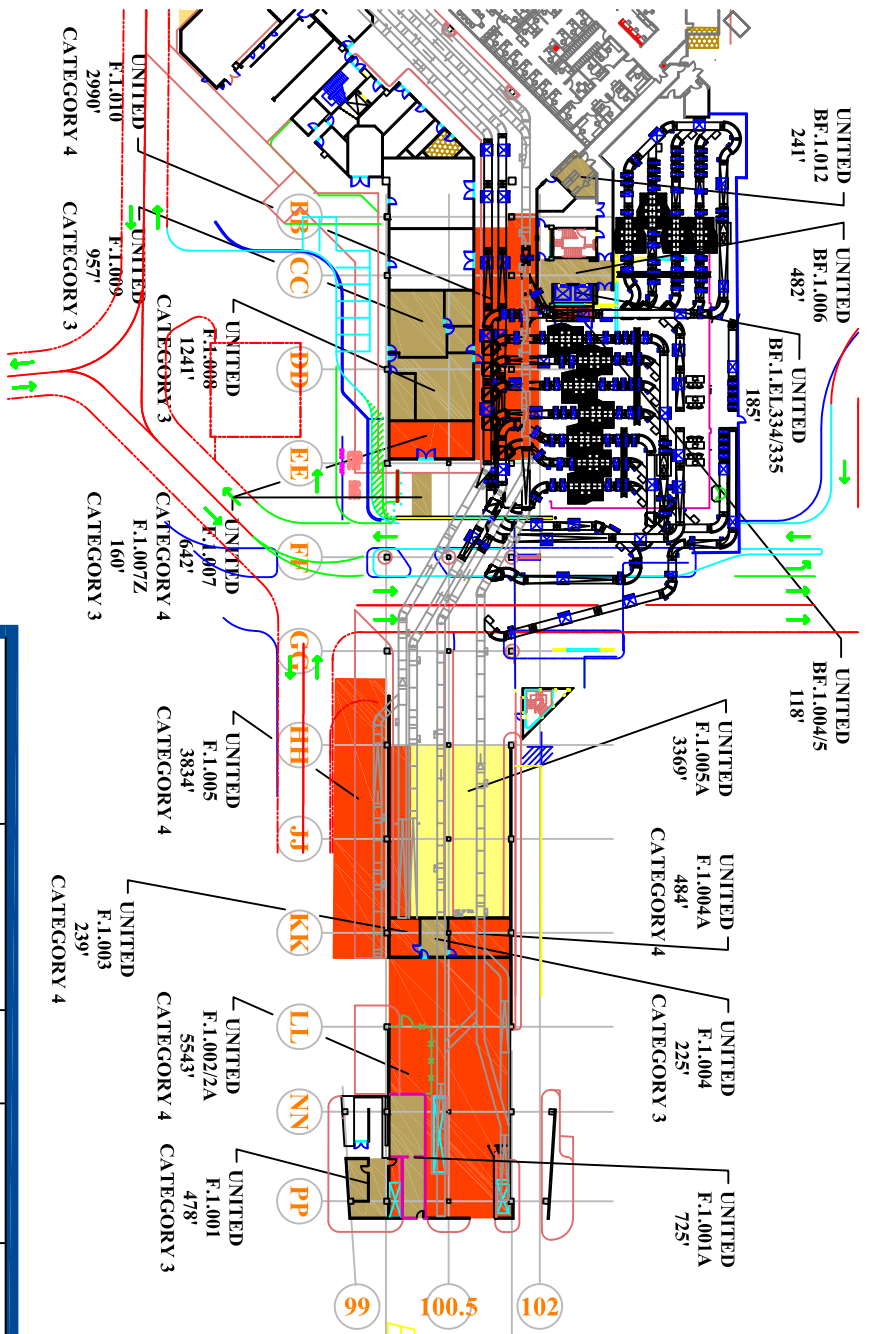 UNITED
BF.1.012
241'
UNITED
BF.1.006
482'
UNITED
BF.1.EL334/335
185'
UNITED
BF.1.004/5
118'
UNITED
F.1.005A
3369'
UNITED
F.1.004A
484'
CATEGORY 4
UNITED
F.1.004
225'
CATEGORY 3
UNITED
F.1.001A
725'
UNITED
F.1.010
2990'
CATEGORY 4
UNITED
F.1.009
957'
CATEGORY 3
UNITED
F.1.008
1241'
CATEGORY 3
UNITED
F.1.007
642'
CATEGORY 4
F.1.007Z
160'
CATEGORY 3
UNITED
F.1.005
3834'
CATEGORY 4
UNITED
F.1.003
239'
CATEGORY 4
UNITED
F.1.002/2A
5543'
CATEGORY 4
UNITED
F.1.001
478'
CATEGORY 3
BB
CC
DD
EE
FF
GG
HH
JJ
KK
LL
NN
PP
99
100.5
102